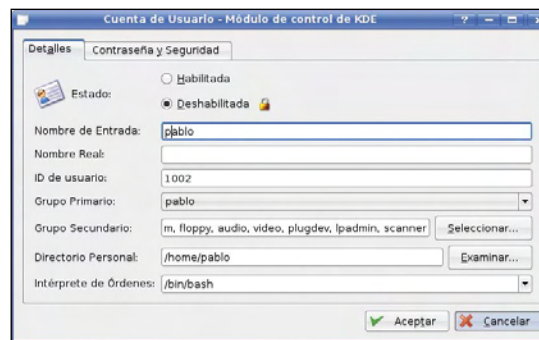 Cuenta de Usuario - Módulo de control de KDE
Detalles
Contraseña y Seguridad
Estado:
Habilitada
Deshabilitada
Nombre de Entrada:
pablo
Nombre Real:
ID de usuario:
1002
Grupo Primario:
pablo
Grupo Secundario:
m, floppy, audio, video, plugdev, lpadmin, scanner
Seleccionar...
Directorio Personal:
/home/pablo
Examinar...
Intérprete de Órdenes:
/bin/bash
Aceptar
Cancelar